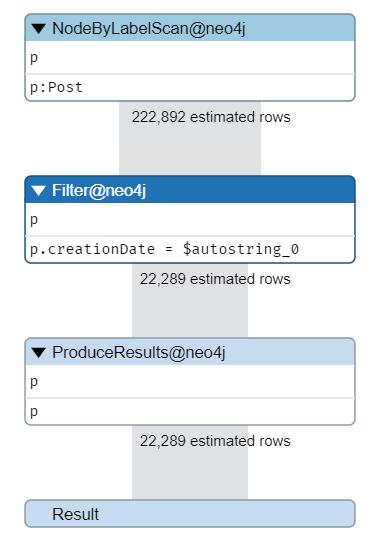 NodeByLabelScan@neo4j
p
p:Post
222,892 estimated rows
Filter@neo4j
p
p.creationDate = $autostring_0
22,289 estimated rows
ProduceResults@neo4j
p
p
22,289 estimated rows
Result